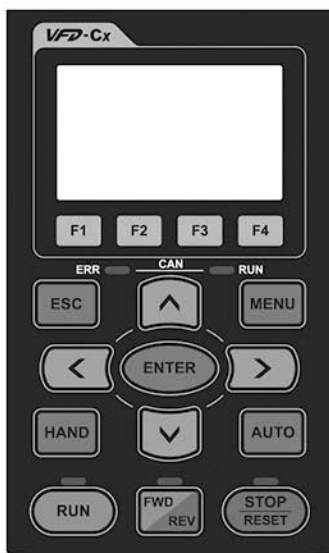 VFD-Cx
F1 F2 F3 F4
ERR CAN RUN
ESC MENU
ENTER
HAND AUTO
RUN FWD REV STOP RESET